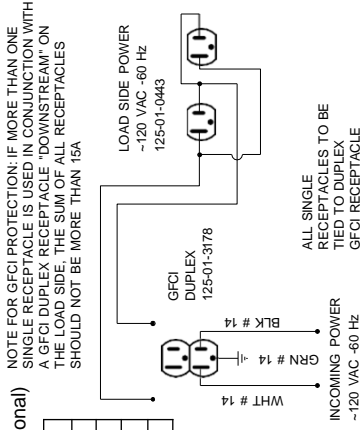 onal)
NOTE FOR GFCI PROTECTION: IF MORE THAN ONE
SINGLE RECEPTACLE IS USED IN CONJUNCTION WITH
A GFCI DUPLEX RECEPTACLE "DOWNSTREAM" ON
THE LOAD SIDE, THE SUM OF ALL RECEPTACLES
SHOULD NOT BE MORE THAN 15A
LOAD SIDE POWER
~120 VAC -60 Hz
125-01-0443
GFCI
DUPLEX
125-01-3178
WHT # 14
GRN # 14
BLK # 14
INCOMING POWER
~120 VAC -60 Hz
ALL SINGLE
RECEPTACLES TO BE
TIED TO DUPLEX
GFCI RECEPTACLE